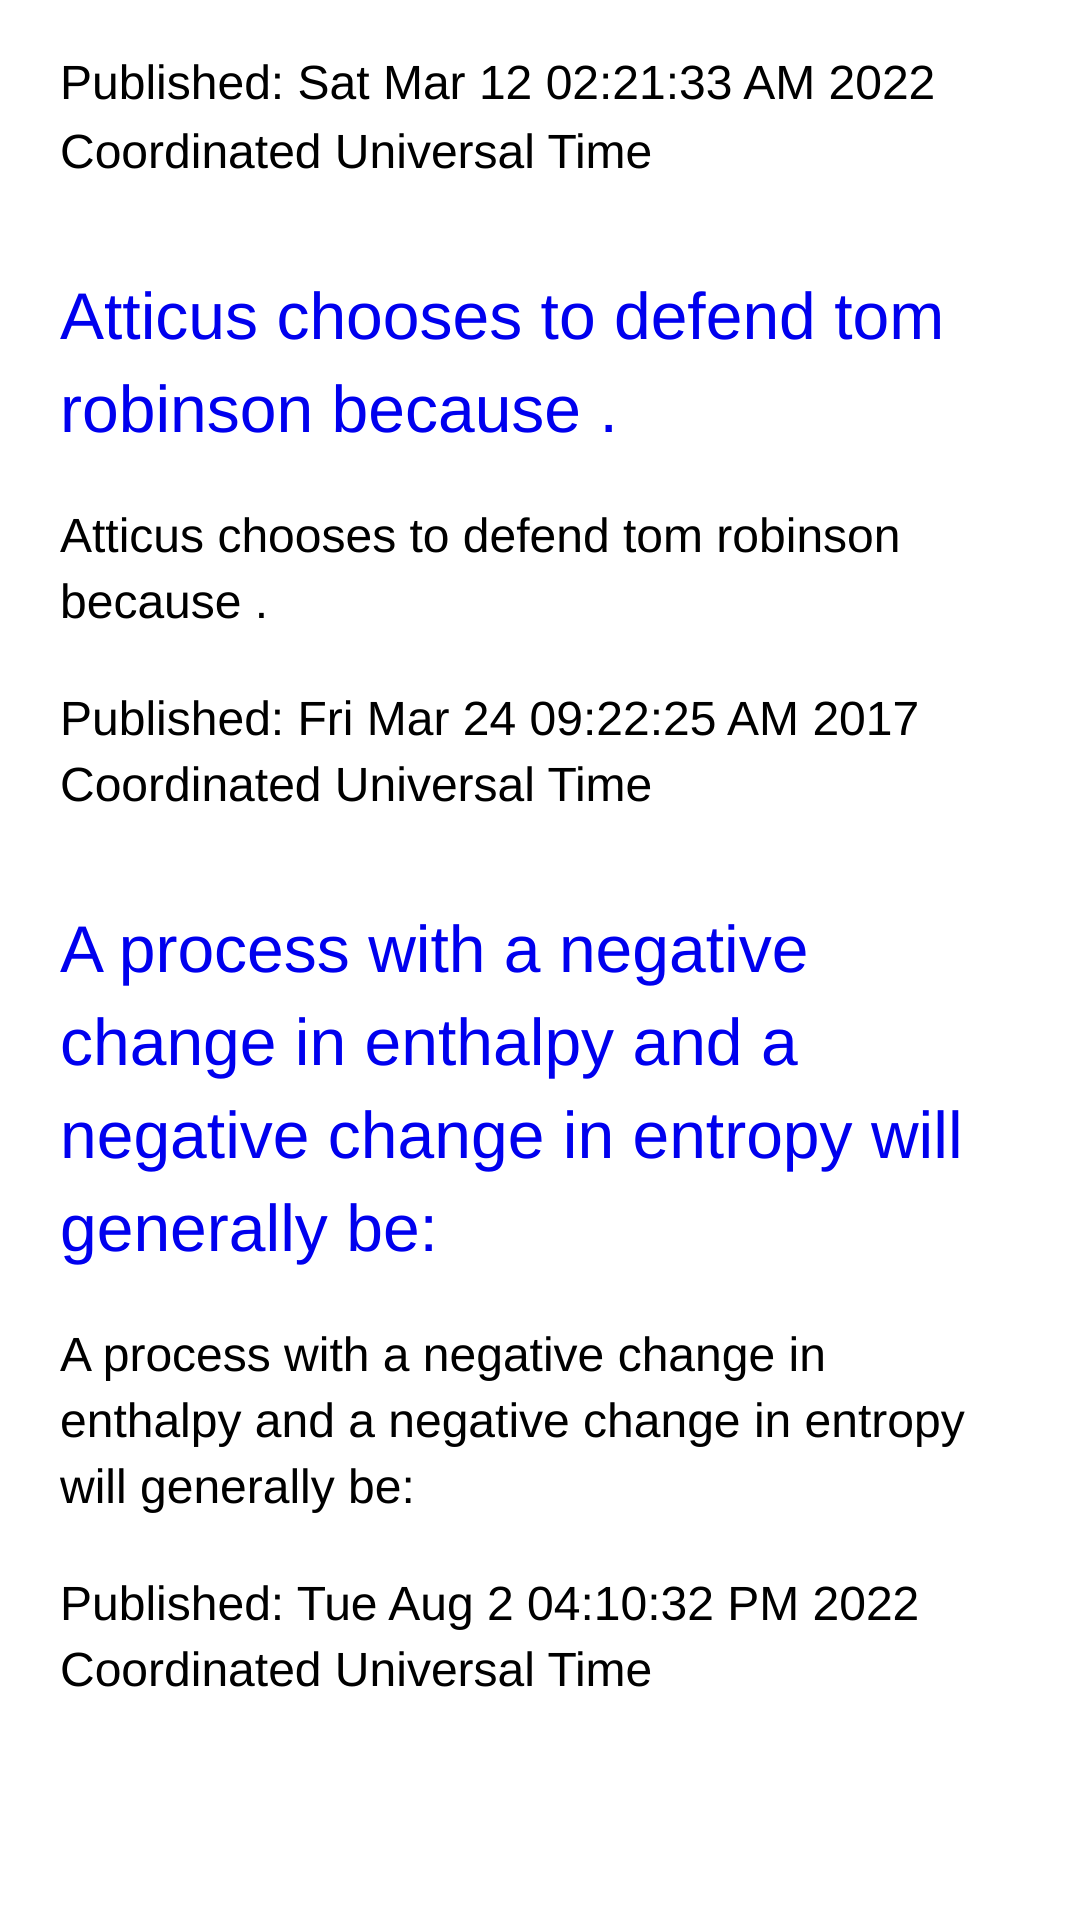 Published: Sat Mar 12 02:21:33 AM 2022
Coordinated Universal Time
Atticus chooses to defend tom
robinson because .
Atticus chooses to defend tom robinson
because .
Published: Fri Mar 24 09:22:25 AM 2017
Coordinated Universal Time
A process with a negative
change in enthalpy and a
negative change in entropy will
generally be:
A process with a negative change in
enthalpy and a negative change in entropy
will generally be:
Published: Tue Aug 2 04:10:32 PM 2022
Coordinated Universal Time